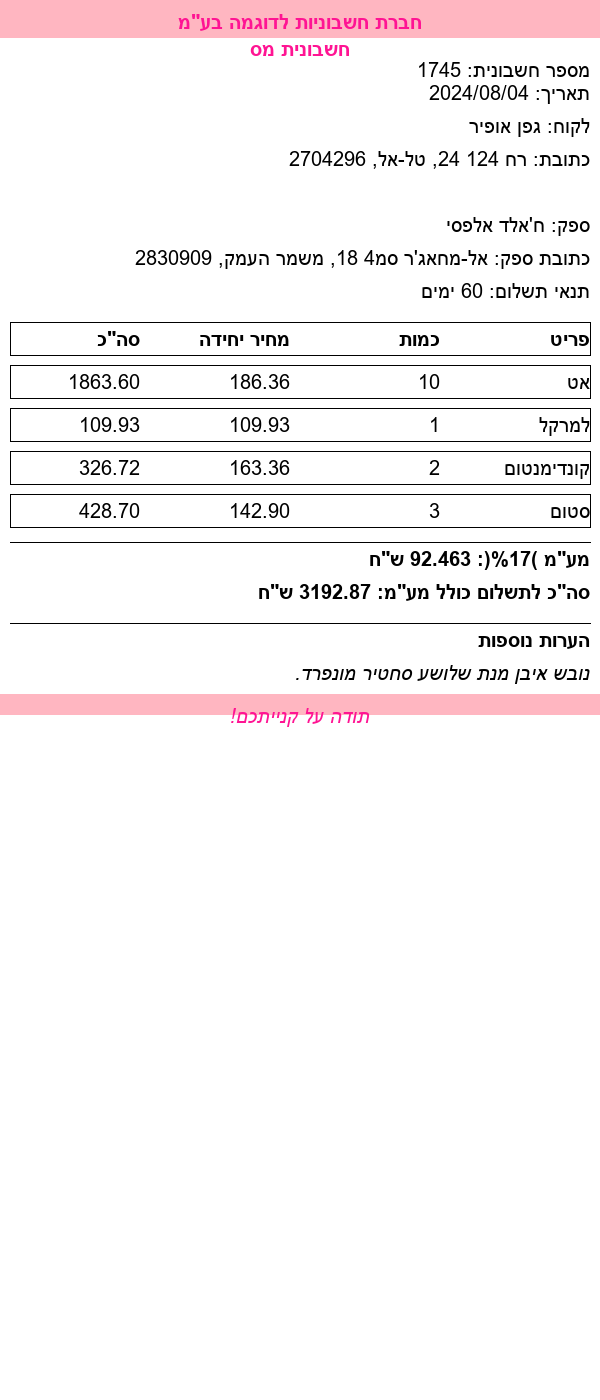 חברת חשבוניות לדוגמה בע"מ
חשבונית מס
מספר חשבונית: 1745
תאריך: 2024/08/04
לקוח: גפן אופיר
כתובת: רח 124 24, טל-אל, 2704296
ספק: ח'אלד אלפסי
כתובת ספק: אל-מחאג'ר סמ4 18, משמר העמק, 2830909
תנאי תשלום: 60 ימים
פריט כמות מחיר יחידה סה"כ
אט 10 186.36 1863.60
למרקל 1 109.93 109.93
קונדימנטום 2 163.36 326.72
סטום 3 142.90 428.70
מע"מ )17%(: 92.463 ש"ח
סה"כ לתשלום כולל מע"מ: 3192.87 ש"ח
הערות נוספות
נובש איבן מנת שלושע סחטיר מונפרד.
תודה על קנייתכם!